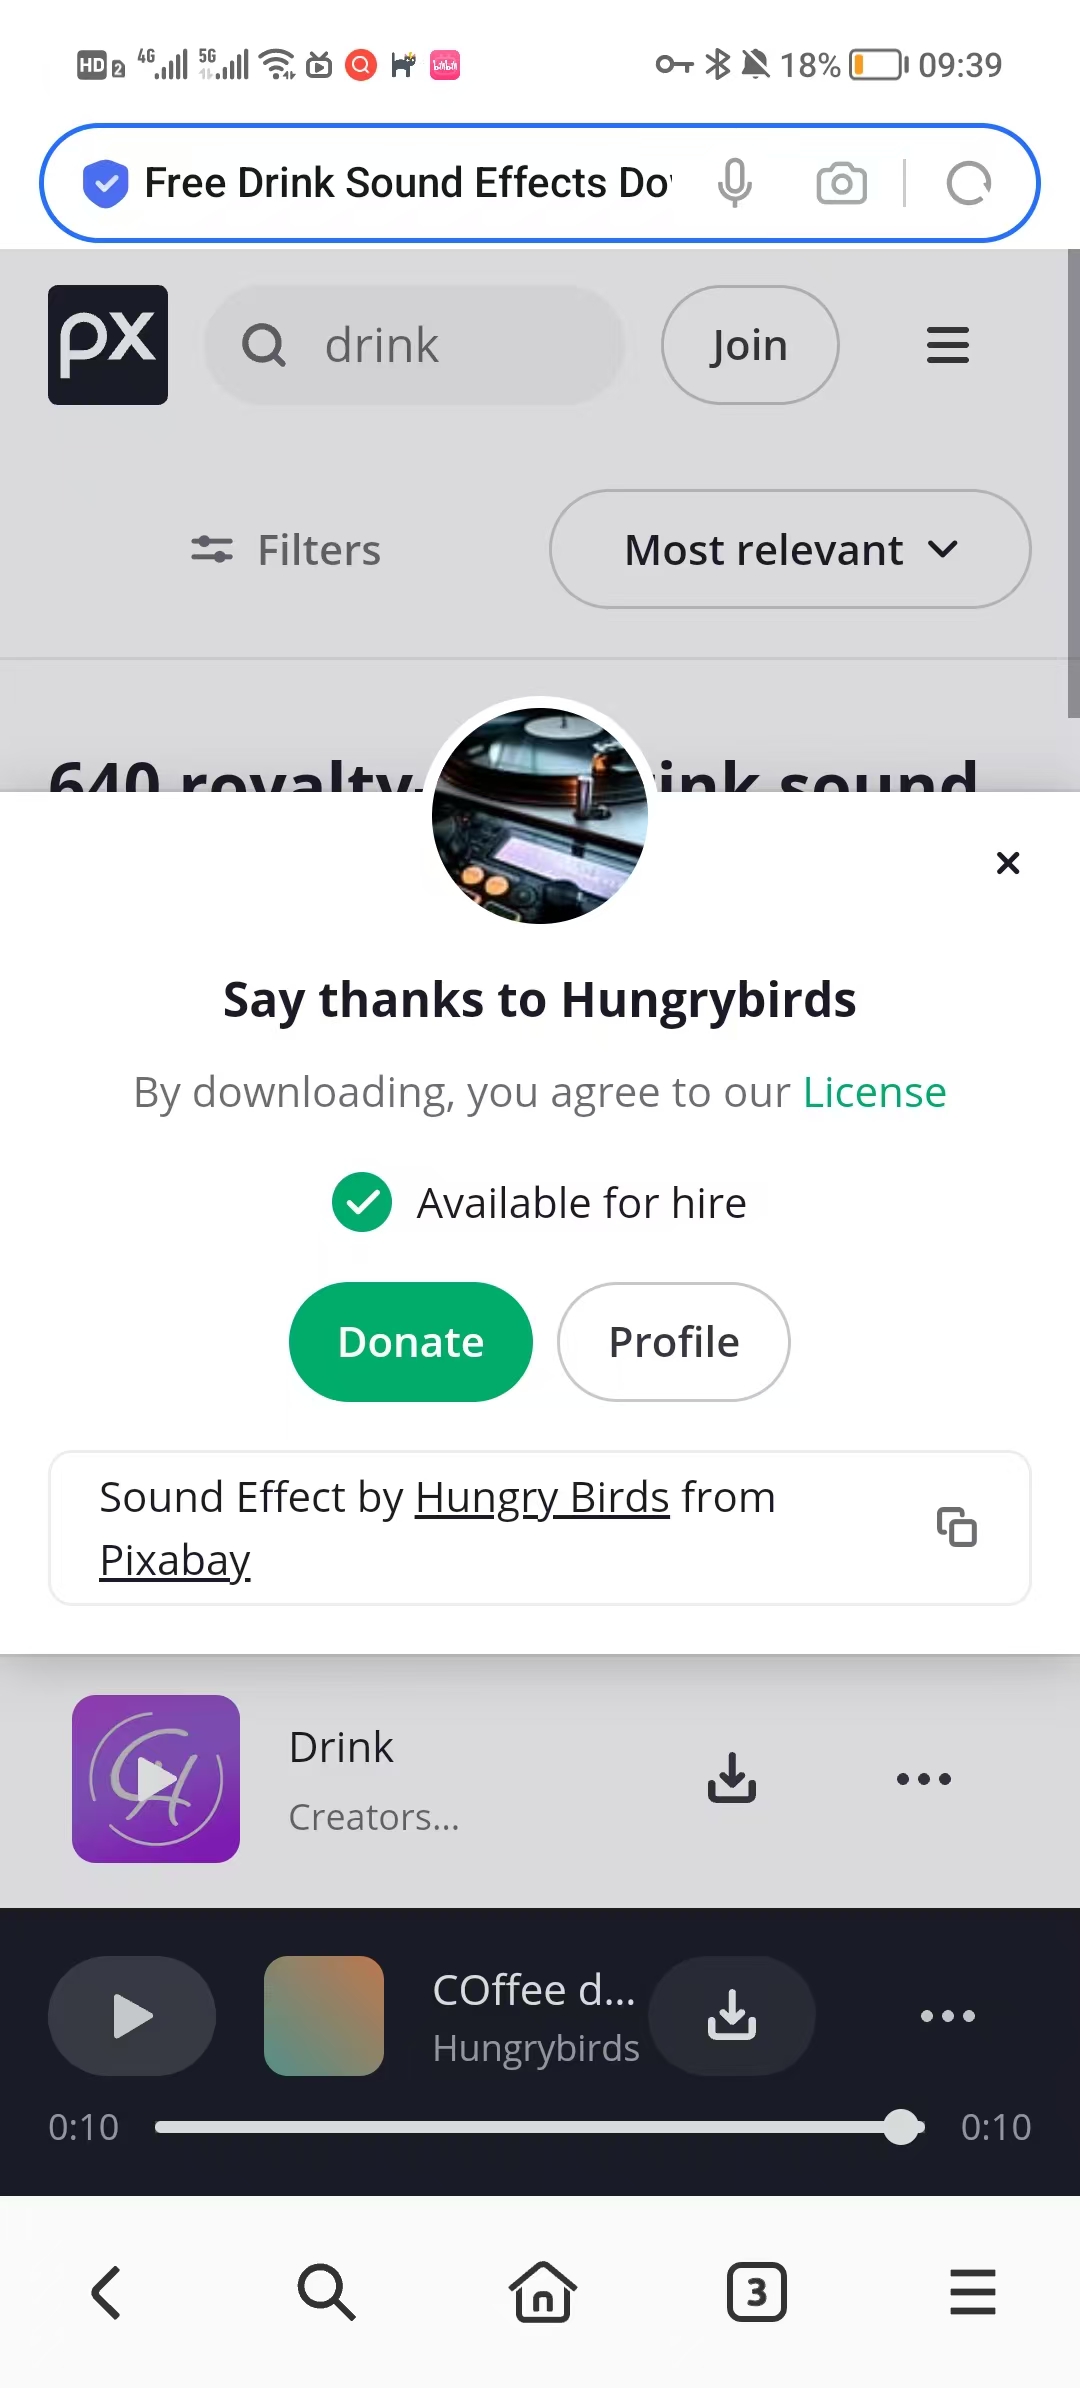 HD 2 4G 5G 18% 09:39
Free Drink Sound Effects Do
px drink Join
Filters Most relevant
640 royalty- ink sound
Say thanks to Hungrybirds
By downloading, you agree to our License
Available for hire
Donate Profile
Sound Effect by Hungry Birds from
Pixabay
Drink
Creators...
COffee d...
Hungrybirds
0:10 0:10
3